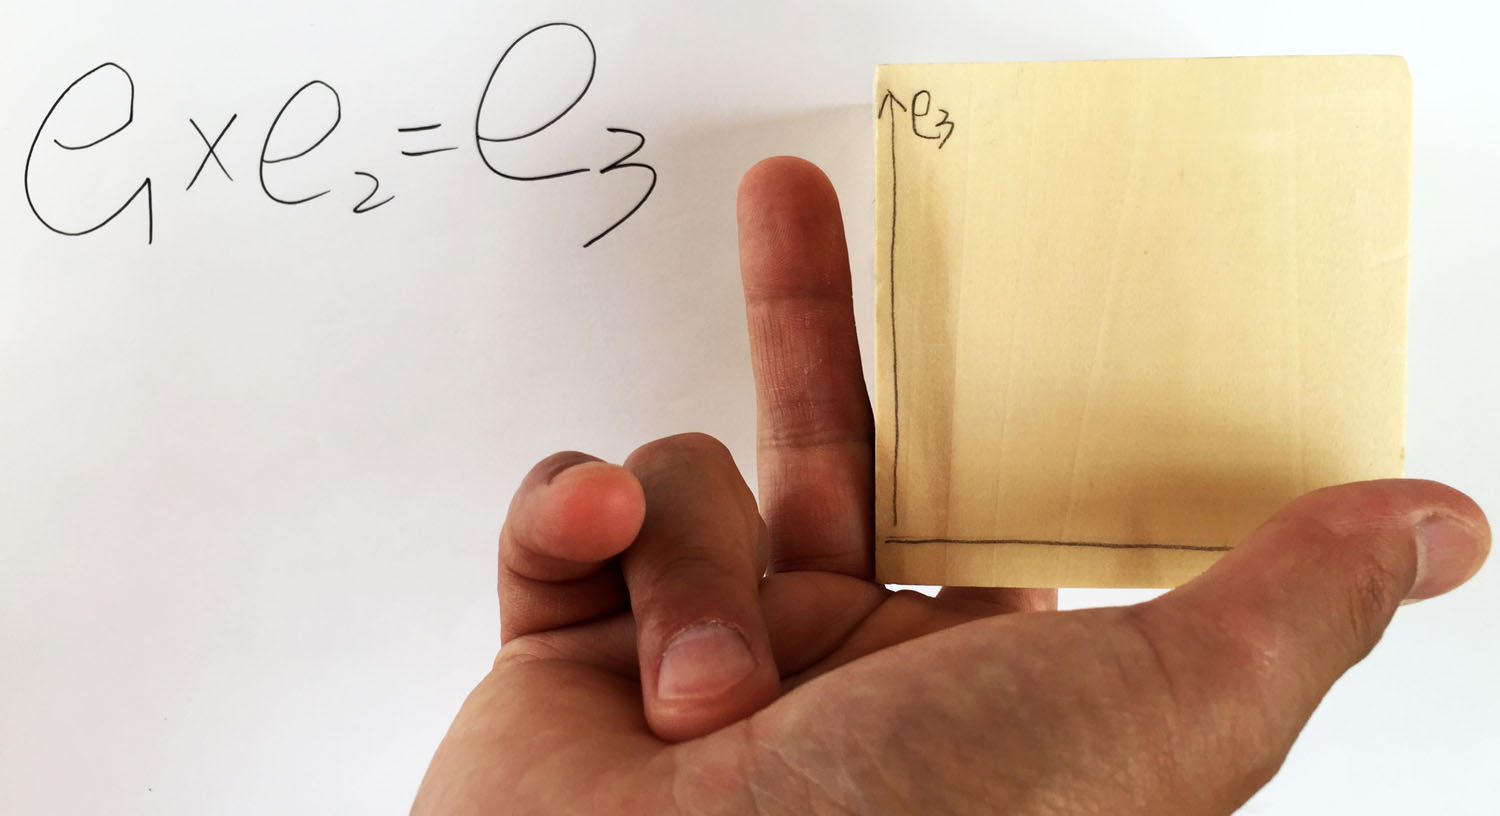 e₁ × e₂ = e₃
e₃